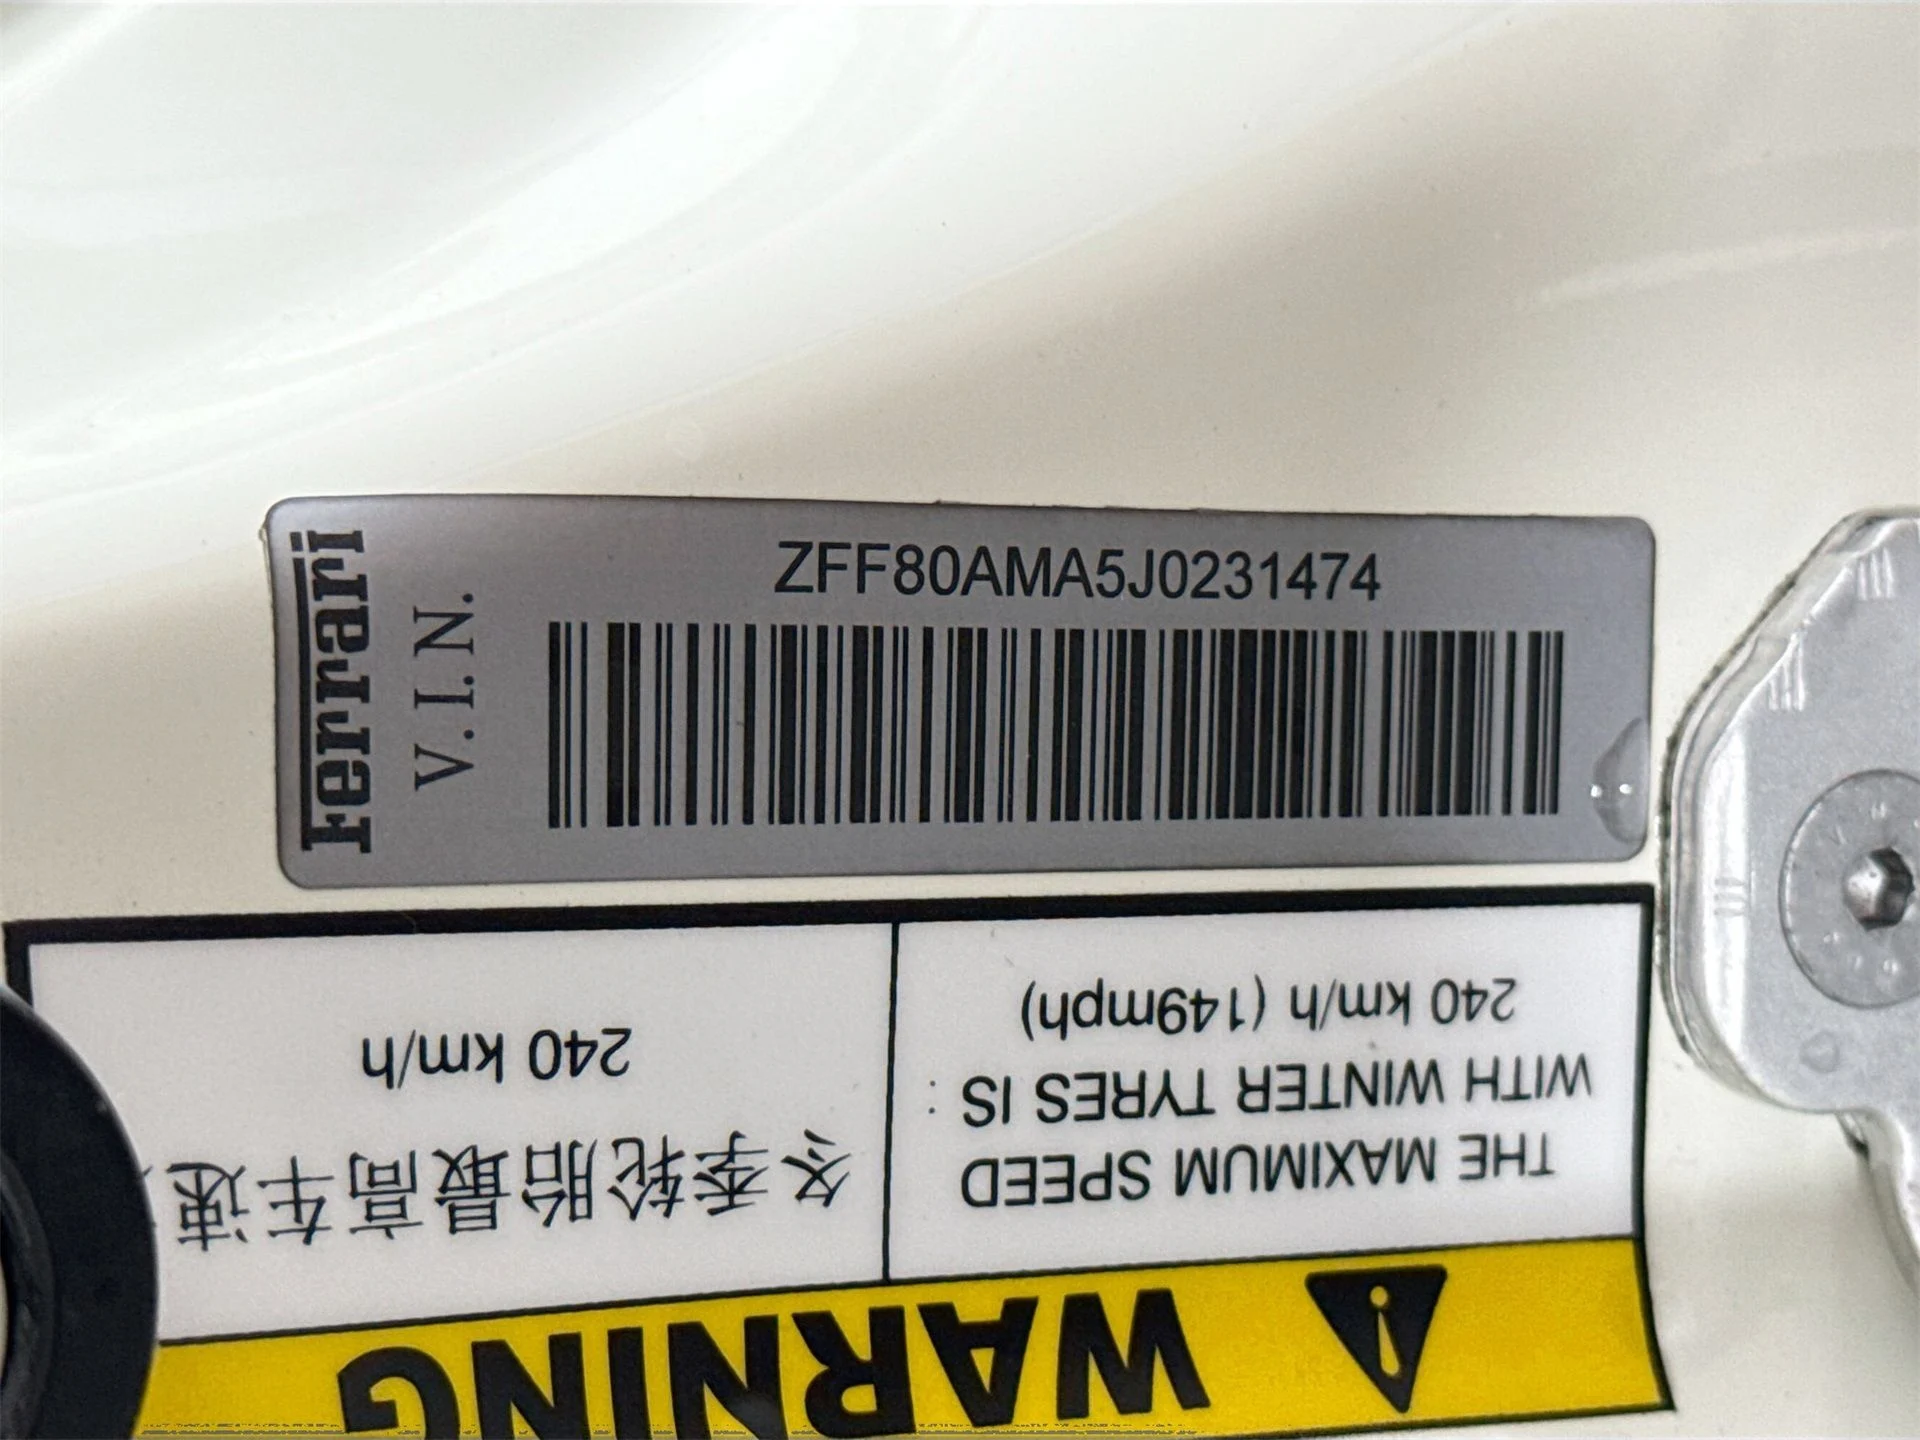 Ferrari
V.I.N.
ZFF80AMA5J0231474
WARNING
THE MAXIMUM SPEED
WITH WINTER TYRES IS :
240 km/h (149mph)
冬季轮胎最高车速
240 km/h